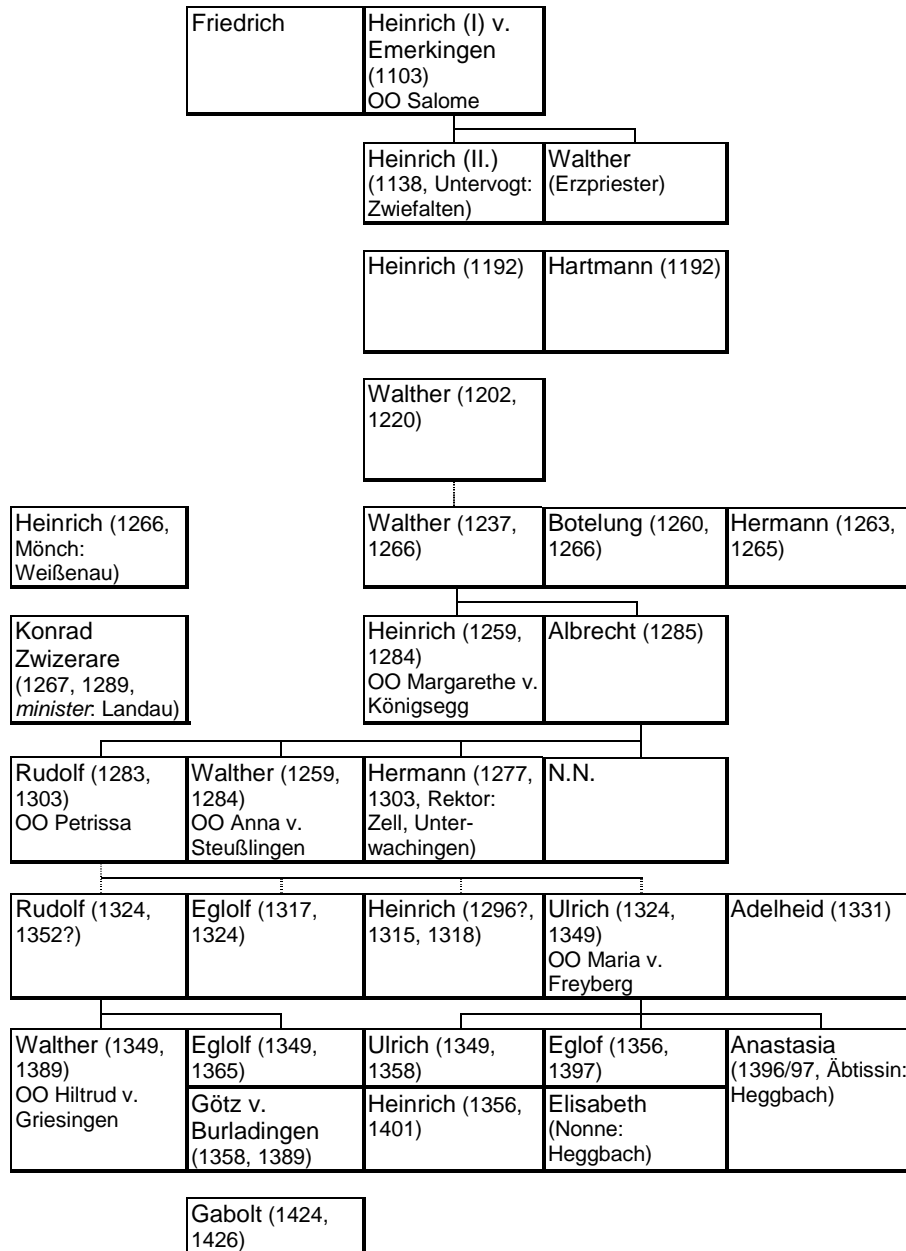 Friedrich
Heinrich (I) v.
Emerkingen
(1103)
OO Salome
Heinrich (II.)
(1138, Untervogt:
Zwiefalten)
Walther
(Erzpriester)
Heinrich (1192)
Hartmann (1192)
Walther (1202,
1220)
Heinrich (1266,
Mönch:
Weißenau)
Walther (1237,
1266)
Botelung (1260,
1266)
Hermann (1263,
1265)
Konrad
Zwizerare
(1267, 1289,
minister: Landau)
Heinrich (1259,
1284)
OO Margarethe v.
Königsegg
Albrecht (1285)
Rudolf (1283,
1303)
OO Petrissa
Walther (1259,
1284)
OO Anna v.
Steußlingen
Hermann (1277,
1303, Rektor:
Zell, Unter-
wachingen)
N.N.
Rudolf (1324,
1352?)
Eglolf (1317,
1324)
Heinrich (1296?,
1315, 1318)
Ulrich (1324,
1349)
OO Maria v.
Freyberg
Adelheid (1331)
Walther (1349,
1389)
OO Hiltrud v.
Griesingen
Eglolf (1349,
1365)
Götz v.
Burladingen
(1358, 1389)
Ulrich (1349,
1358)
Heinrich (1356,
1401)
Eglof (1356,
1397)
Elisabeth
(Nonne:
Heggbach)
Anastasia
(1396/97, Äbtissin:
Heggbach)
Gabolt (1424,
1426)